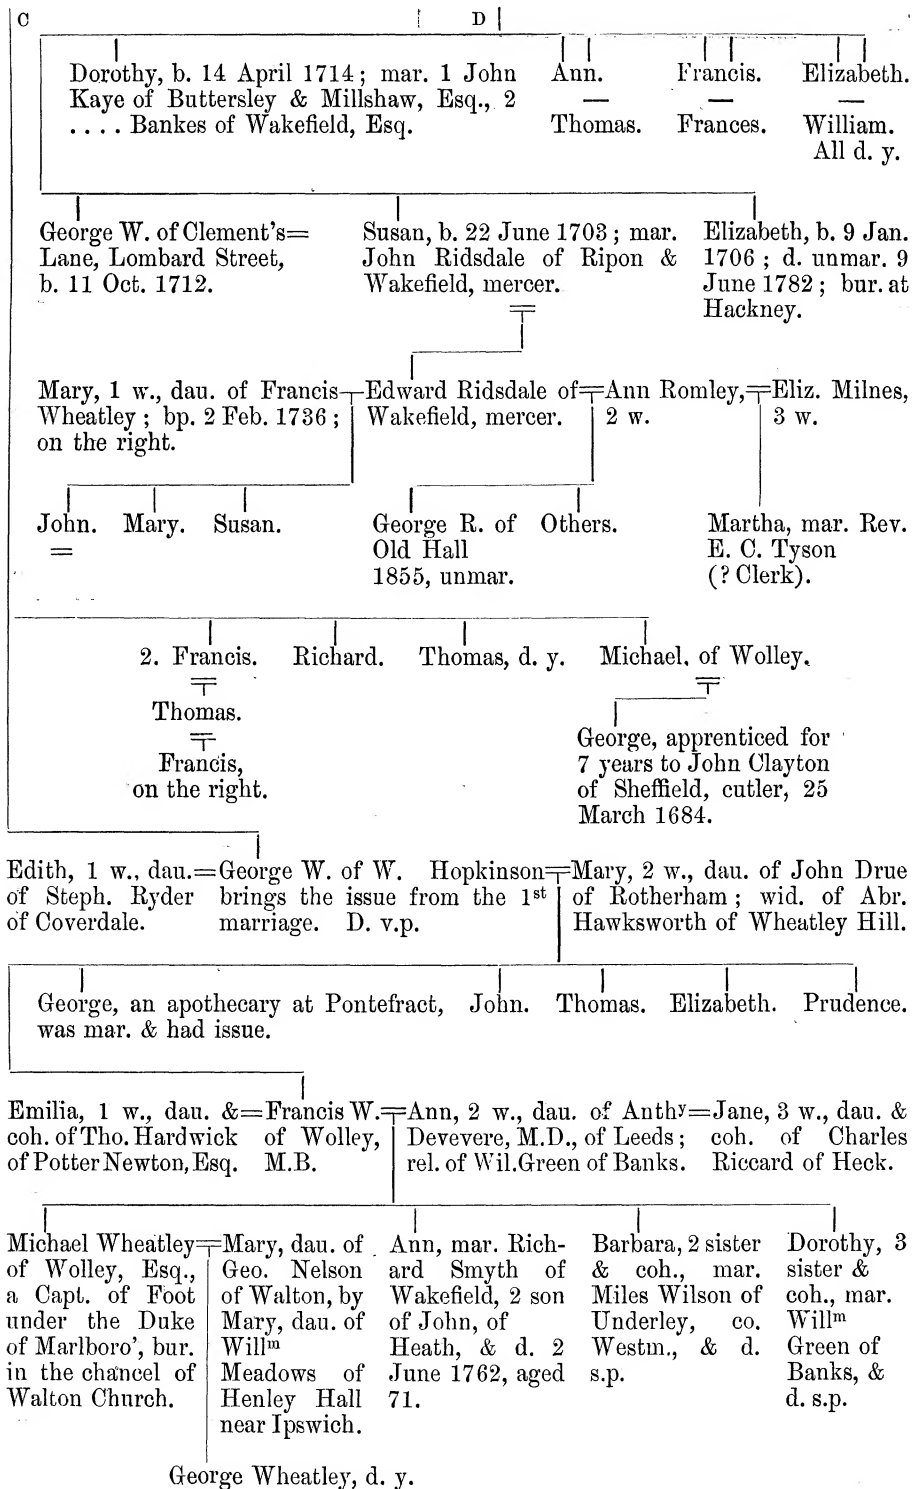 C D
Dorothy, b. 14 April 1714; mar. 1 John
Kaye of Buttersley & Millshaw, Esq., 2
. . . . Bankes of Wakefield, Esq.
Ann.
—
Thomas.
Francis.
—
Frances.
Elizabeth.
—
William.
All d. y.
George W. of Clement's=
Lane, Lombard Street,
b. 11 Oct. 1712.
Susan, b. 22 June 1703; mar.
John Ridsdale of Ripon &
Wakefield, mercer.
Elizabeth, b. 9 Jan.
1706; d. unmar. 9
June 1782; bur. at
Hackney.
Mary, 1 w., dau. of Francis
Wheatley; bp. 2 Feb. 1736;
on the right.
Edward Ridsdale of
Wakefield, mercer.
Ann Romley,
2 w.
Eliz. Milnes,
3 w.
John. Mary. Susan.
=
George R. of
Old Hall
1855, unmar.
Others.
Martha, mar. Rev.
E. C. Tyson
(? Clerk).
2. Francis.
Thomas.
Francis,
on the right.
Richard.
Thomas, d. y.
Michael, of Wolley.
George, apprenticed for
7 years to John Clayton
of Sheffield, cutler, 25
March 1684.
Edith, 1 w., dau.=
of Steph. Ryder
of Coverdale.
George W. of W. Hopkinson
brings the issue from the 1st
marriage. D. v.p.
Mary, 2 w., dau. of John Drue
of Rotherham; wid. of Abr.
Hawksworth of Wheatley Hill.
George, an apothecary at Pontefract,
was mar. & had issue.
John. Thomas. Elizabeth. Prudence.
Emilia, 1 w., dau. &=
coh. of Tho. Hardwick
of Potter Newton, Esq.
Francis W.
of Wolley,
M.B.
Ann, 2 w., dau. of Anthy=
Devevere, M.D., of Leeds;
rel. of Wil. Green of Banks.
Jane, 3 w., dau. &
coh. of Charles
Riccard of Heck.
Michael Wheatley
of Wolley, Esq.,
a Capt. of Foot
under the Duke
of Marlboro', bur.
in the chancel of
Walton Church.
Mary, dau. of
Geo. Nelson
of Walton, by
Mary, dau. of
Willm
Meadows of
Henley Hall
near Ipswich.
Ann, mar. Rich-
ard Smyth of
Wakefield, 2 son
of John, of
Heath, & d. 2
June 1762, aged
71.
Barbara, 2 sister
& coh., mar.
Miles Wilson of
Underley, co.
Westm., & d.
s.p.
Dorothy, 3
sister &
coh., mar.
Willm
Green of
Banks, &
d. s.p.
George Wheatley, d. y.